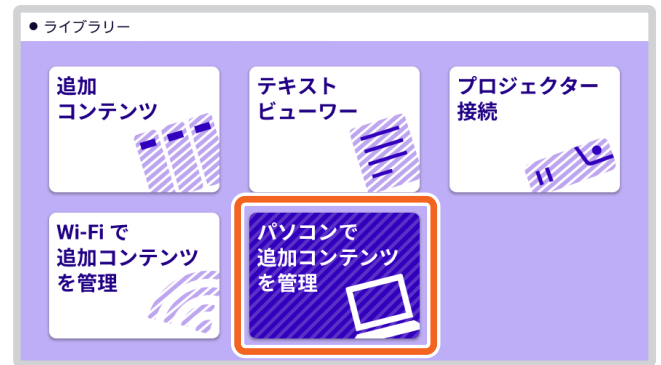 ● ライブラリー
追加
コンテンツ
テキスト
ビューワー
プロジェクター
接続
Wi-Fi で
追加コンテンツ
を管理
パソコンで
追加コンテンツ
を管理